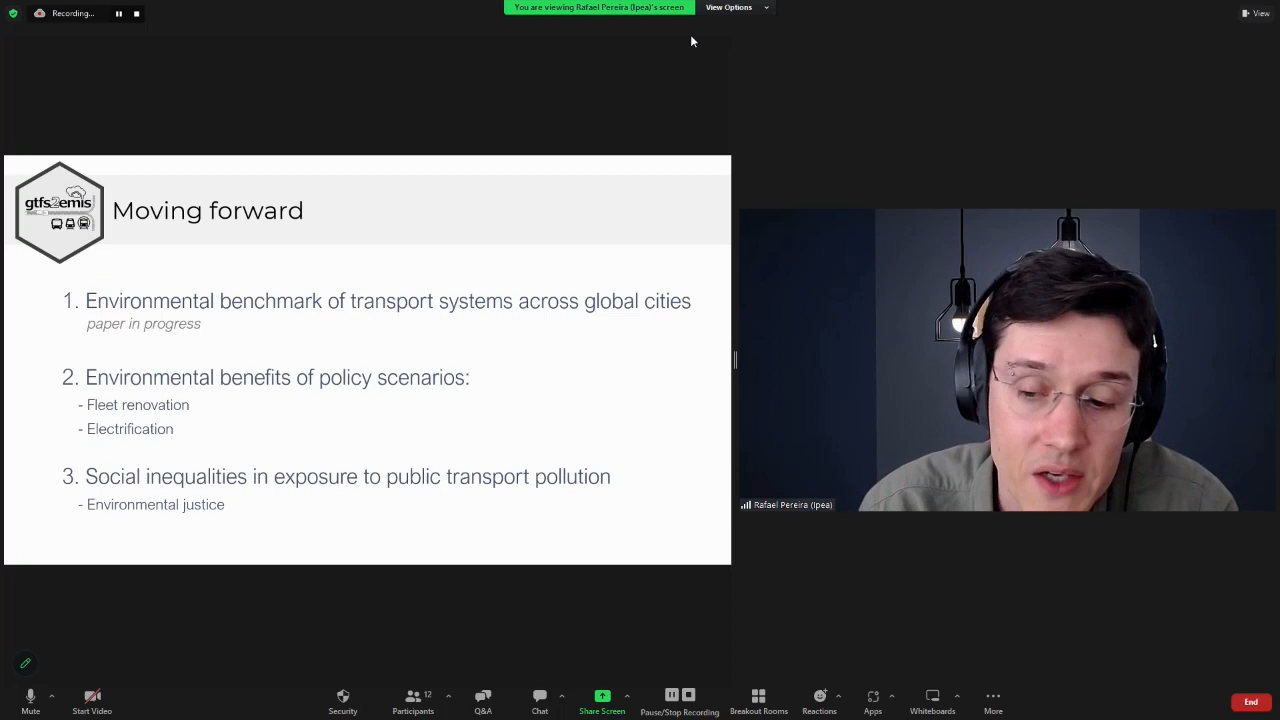 Recording...
You are viewing Rafael Pereira (Ipea)'s screen
View Options
View
gtfs2emis
Moving forward
1. Environmental benchmark of transport systems across global cities
paper in progress
2. Environmental benefits of policy scenarios:
- Fleet renovation
- Electrification
3. Social inequalities in exposure to public transport pollution
- Environmental justice
Rafael Pereira (Ipea)
Mute
Start Video
Security
Participants
12
Q&A
Chat
Share Screen
Pause/Stop Recording
Breakout Rooms
Reactions
Apps
Whiteboards
More
End